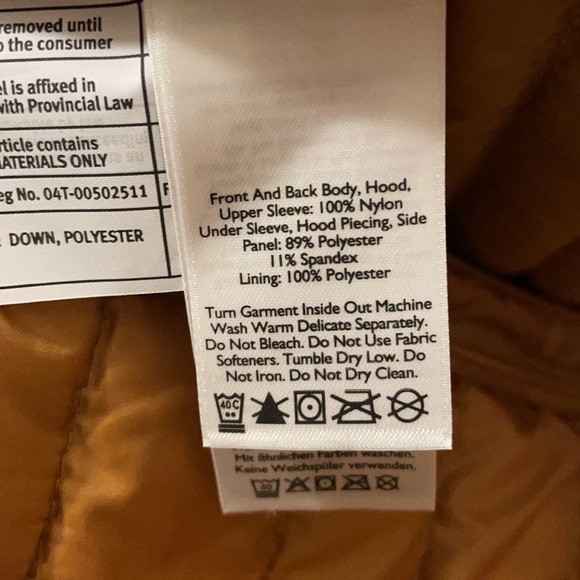 removed until
o the consumer
el is affixed in
with Provincial Law
rticle contains
MATERIALS ONLY
eg No. 04T-00502511
DOWN, POLYESTER
Front And Back Body, Hood,
Upper Sleeve: 100% Nylon
Under Sleeve, Hood Piecing, Side
Panel: 89% Polyester
11% Spandex
Lining: 100% Polyester
Turn Garment Inside Out Machine
Wash Warm Delicate Separately.
Do Not Bleach. Do Not Use Fabric
Softeners. Tumble Dry Low. Do
Not Iron. Do Not Dry Clean.
40C
Mit ähnlichen Farben waschen.
Keine Weichspüler verwenden.
40